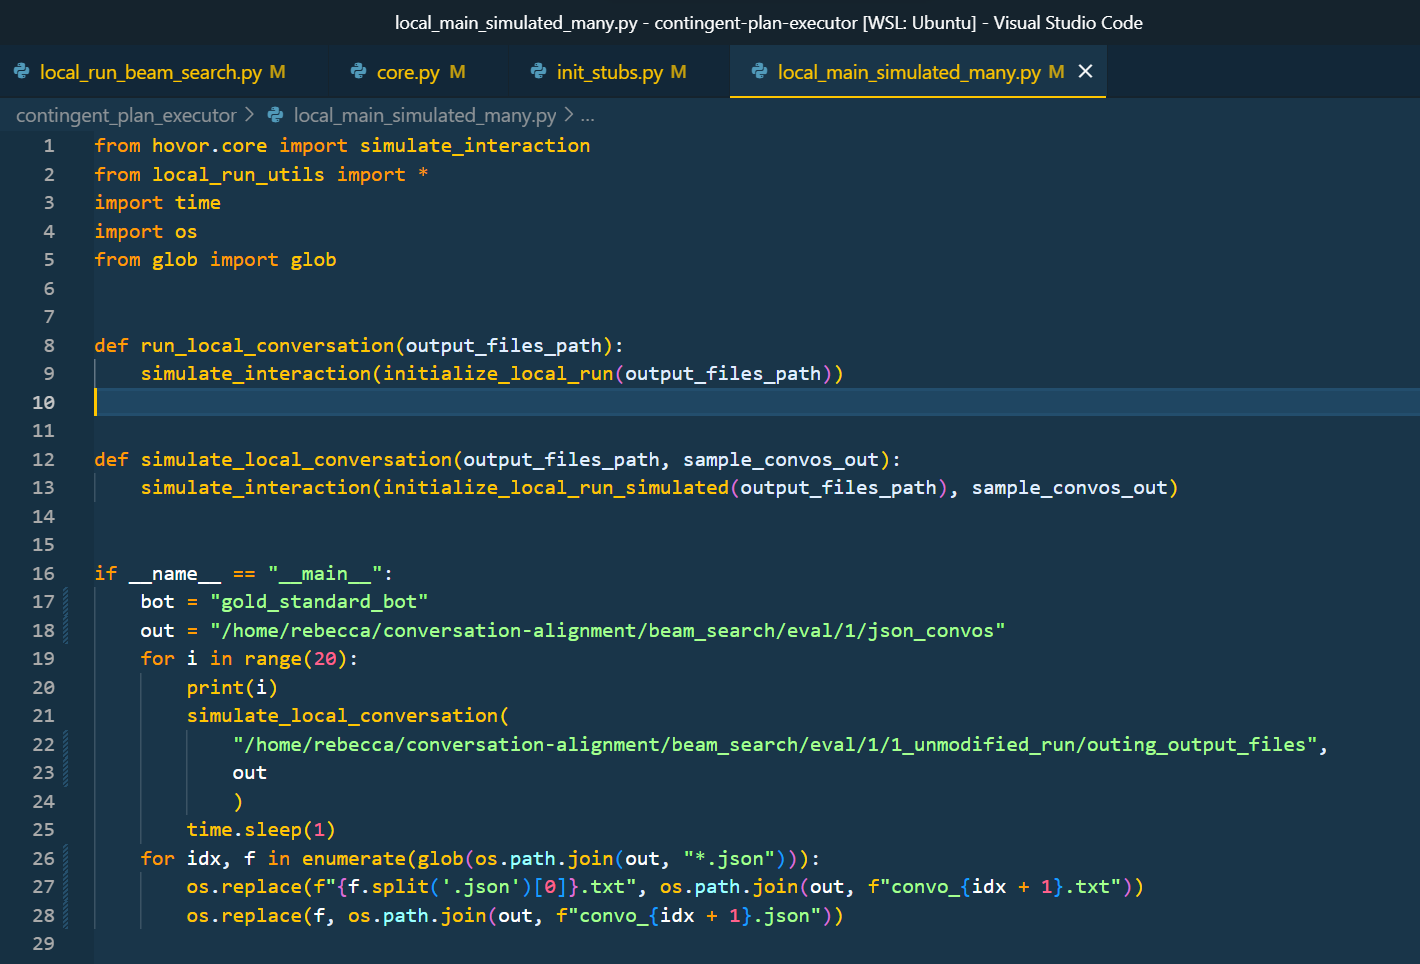 local_main_simulated_many.py - contingent-plan-executor [WSL: Ubuntu] - Visual Studio Code
local_run_beam_search.py M core.py M init_stubs.py M local_main_simulated_many.py M
contingent_plan_executor > local_main_simulated_many.py > ...
1 from hovor.core import simulate_interaction
2 from local_run_utils import *
3 import time
4 import os
5 from glob import glob
6
7
8 def run_local_conversation(output_files_path):
9     simulate_interaction(initialize_local_run(output_files_path))
10
11
12 def simulate_local_conversation(output_files_path, sample_convos_out):
13     simulate_interaction(initialize_local_run_simulated(output_files_path), sample_convos_out)
14
15
16 if __name__ == "__main__":
17     bot = "gold_standard_bot"
18     out = "/home/rebecca/conversation-alignment/beam_search/eval/1/json_convos"
19     for i in range(20):
20         print(i)
21         simulate_local_conversation(
22             "/home/rebecca/conversation-alignment/beam_search/eval/1/1_unmodified_run/outing_output_files",
23             out
24             )
25         time.sleep(1)
26     for idx, f in enumerate(glob(os.path.join(out, "*.json"))):
27         os.replace(f"{f.split('.json')[0]}.txt", os.path.join(out, f"convo_{idx + 1}.txt"))
28         os.replace(f, os.path.join(out, f"convo_{idx + 1}.json"))
29